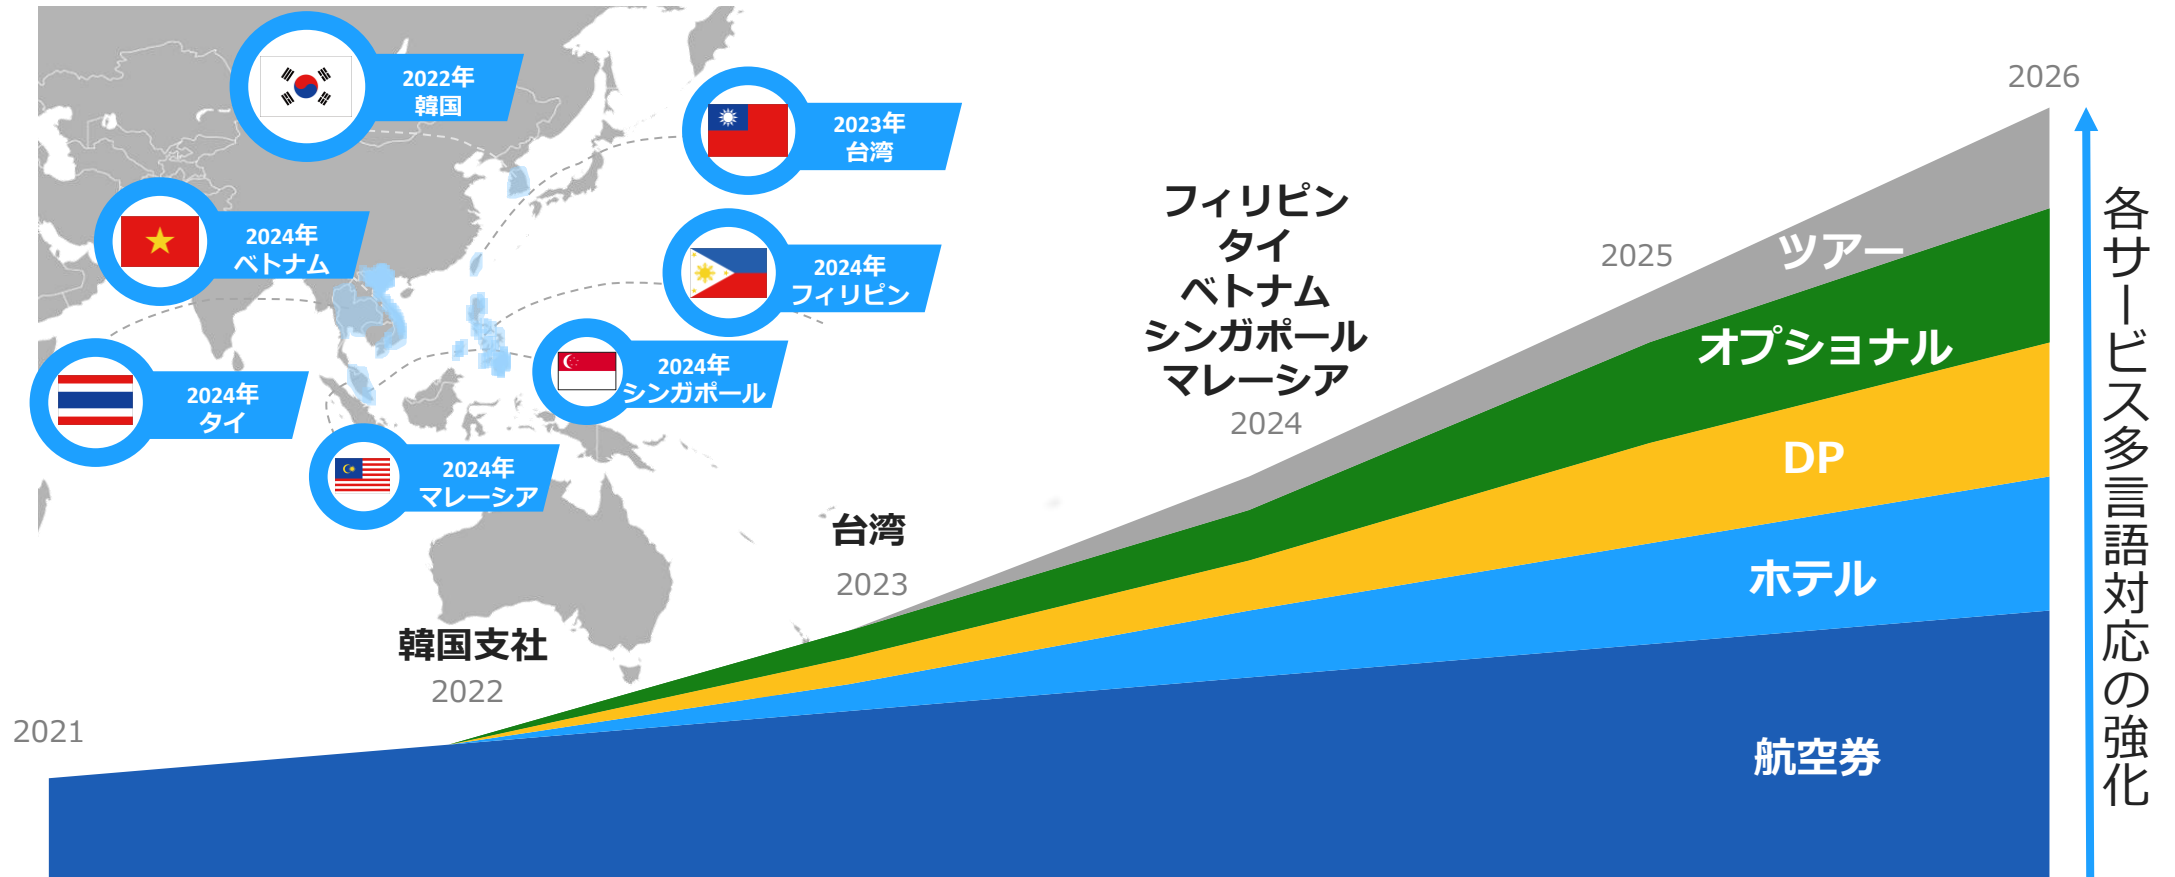 2022年
韓国
2023年
台湾
2024年
ベトナム
2024年
フィリピン
2024年
シンガポール
2024年
タイ
2024年
マレーシア
2021
韓国支社
2022
台湾
2023
フィリピン
タイ
ベトナム
シンガポール
マレーシア
2024
2025
2026
ツアー
オプショナル
DP
ホテル
航空券
各サービス多言語対応の強化